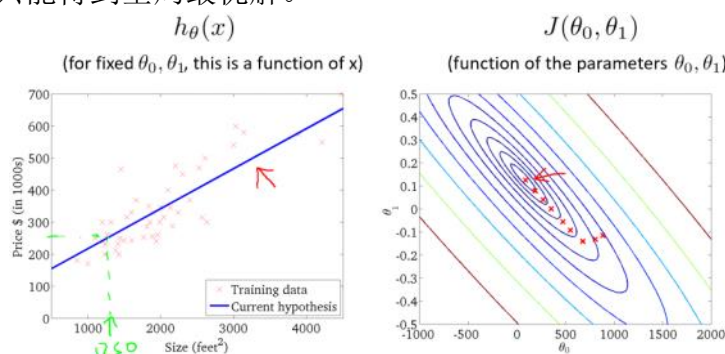 能得到全局最优解。
h_θ(x)
(for fixed θ₀, θ₁, this is a function of x)
700
600
500
400
300
200
100
0
Price $ (in 1000s)
1000
2000
3000
4000
Size (feet²)
Training data
Current hypothesis
1250
J(θ₀, θ₁)
(function of the parameters θ₀, θ₁)
0.5
0.4
0.3
0.2
0.1
0
-0.1
-0.2
-0.3
-0.4
-0.5
θ₁
-1000
-500
0
500
1000
1500
2000
θ₀